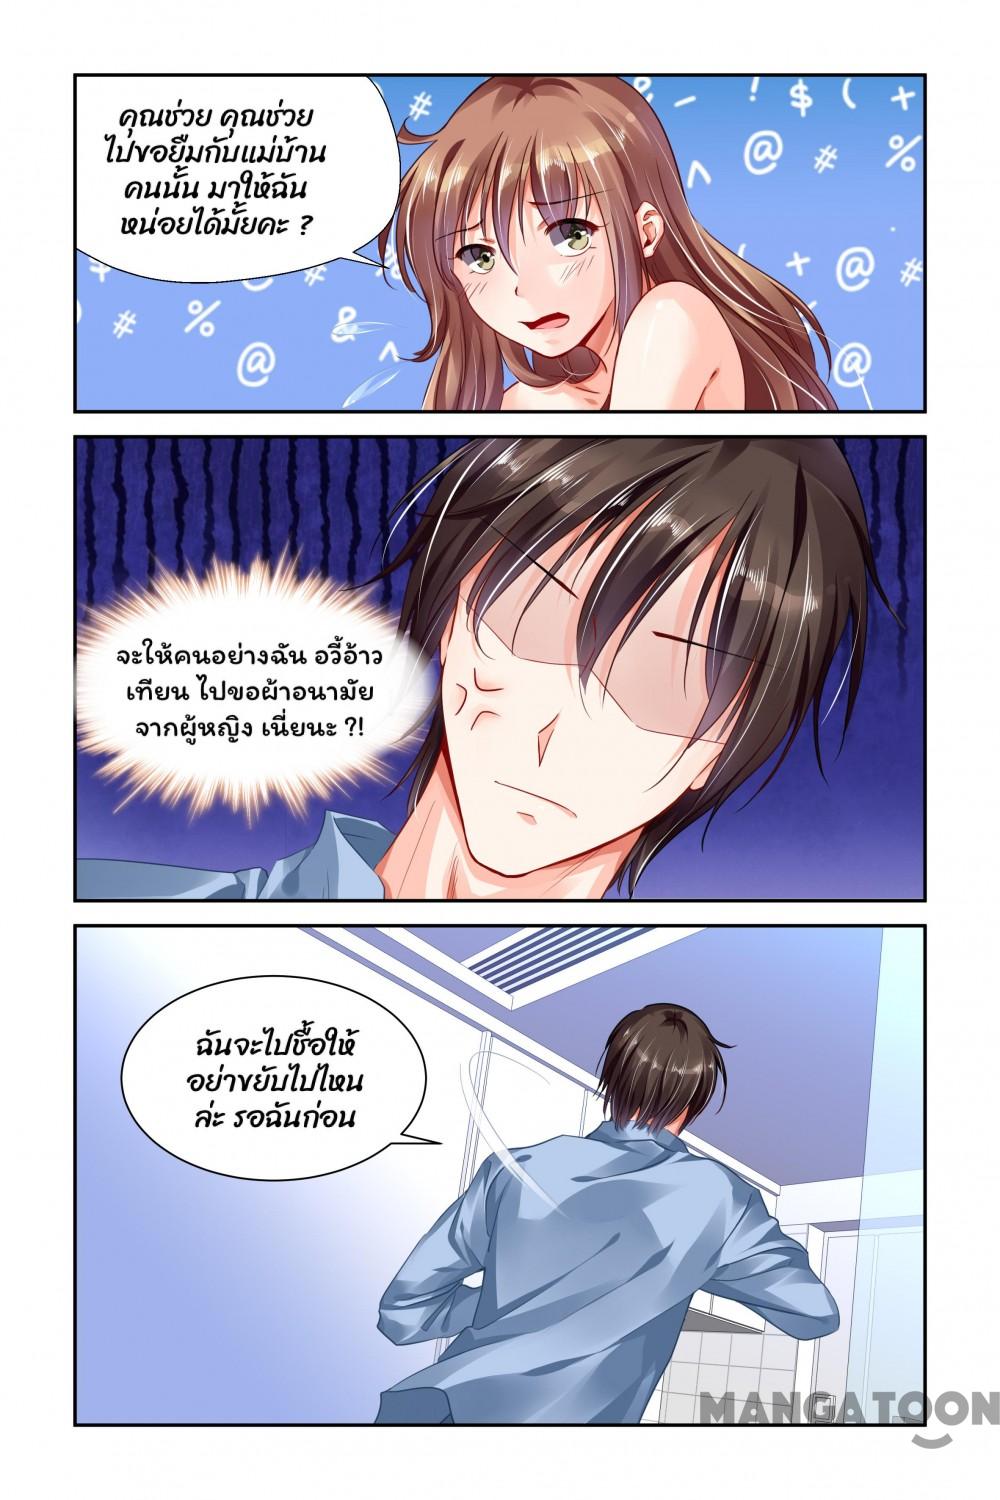 คุณช่วย คุณช่วย
ไปขอยืมกับแม่บ้าน
คนนั้น มาให้ฉัน
หน่อยได้มั้ยคะ ?
จะให้คนอย่างฉัน อวี้อ้าว
เทียน ไปขอผ้าอนามัย
จากผู้หญิง เนี่ยนะ ?!
ฉันจะไปซื้อให้
อย่าขยับไปไหน
ล่ะ รอฉันก่อน
MANGATOON